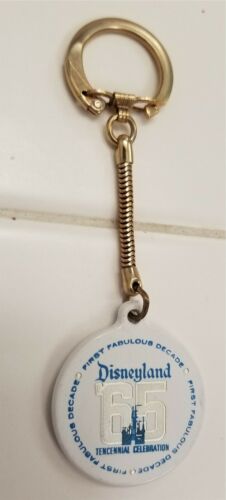 FIRST FABULOUS DECADE • FIRST FABULOUS DECADE • FIRST FABULOUS DECADE •
Disneyland
'65
TENCENNIAL CELEBRATION